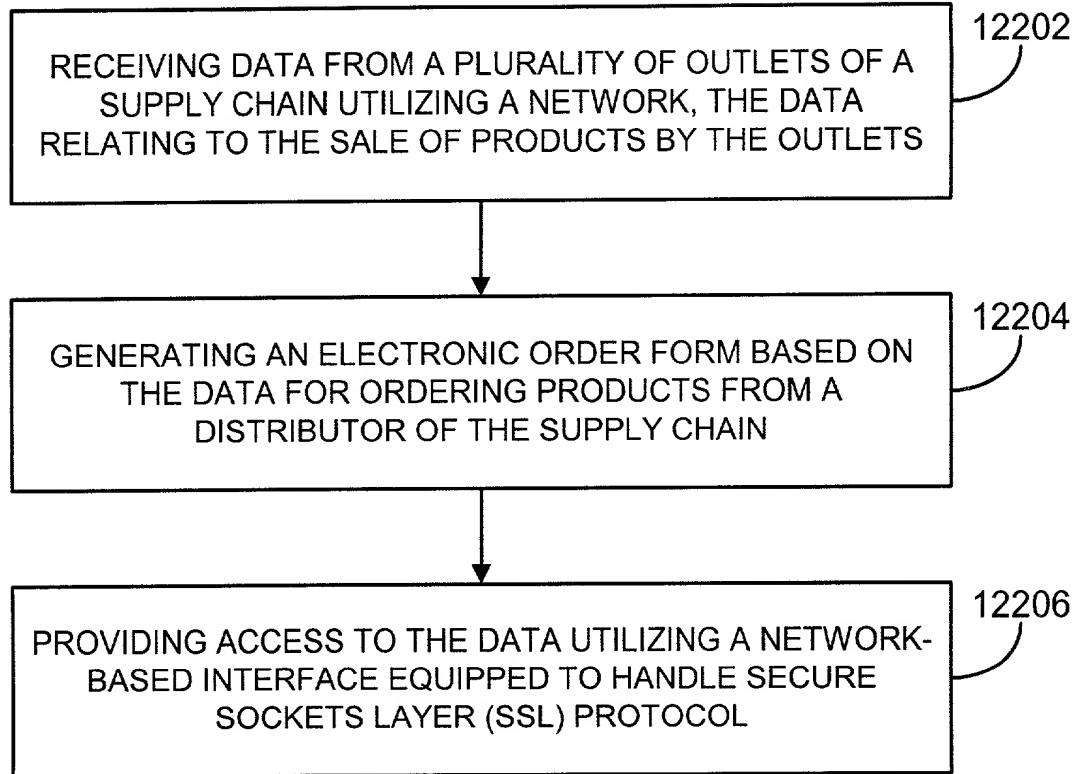 12202
RECEIVING DATA FROM A PLURALITY OF OUTLETS OF A
SUPPLY CHAIN UTILIZING A NETWORK, THE DATA
RELATING TO THE SALE OF PRODUCTS BY THE OUTLETS
12204
GENERATING AN ELECTRONIC ORDER FORM BASED ON
THE DATA FOR ORDERING PRODUCTS FROM A
DISTRIBUTOR OF THE SUPPLY CHAIN
12206
PROVIDING ACCESS TO THE DATA UTILIZING A NETWORK-
BASED INTERFACE EQUIPPED TO HANDLE SECURE
SOCKETS LAYER (SSL) PROTOCOL